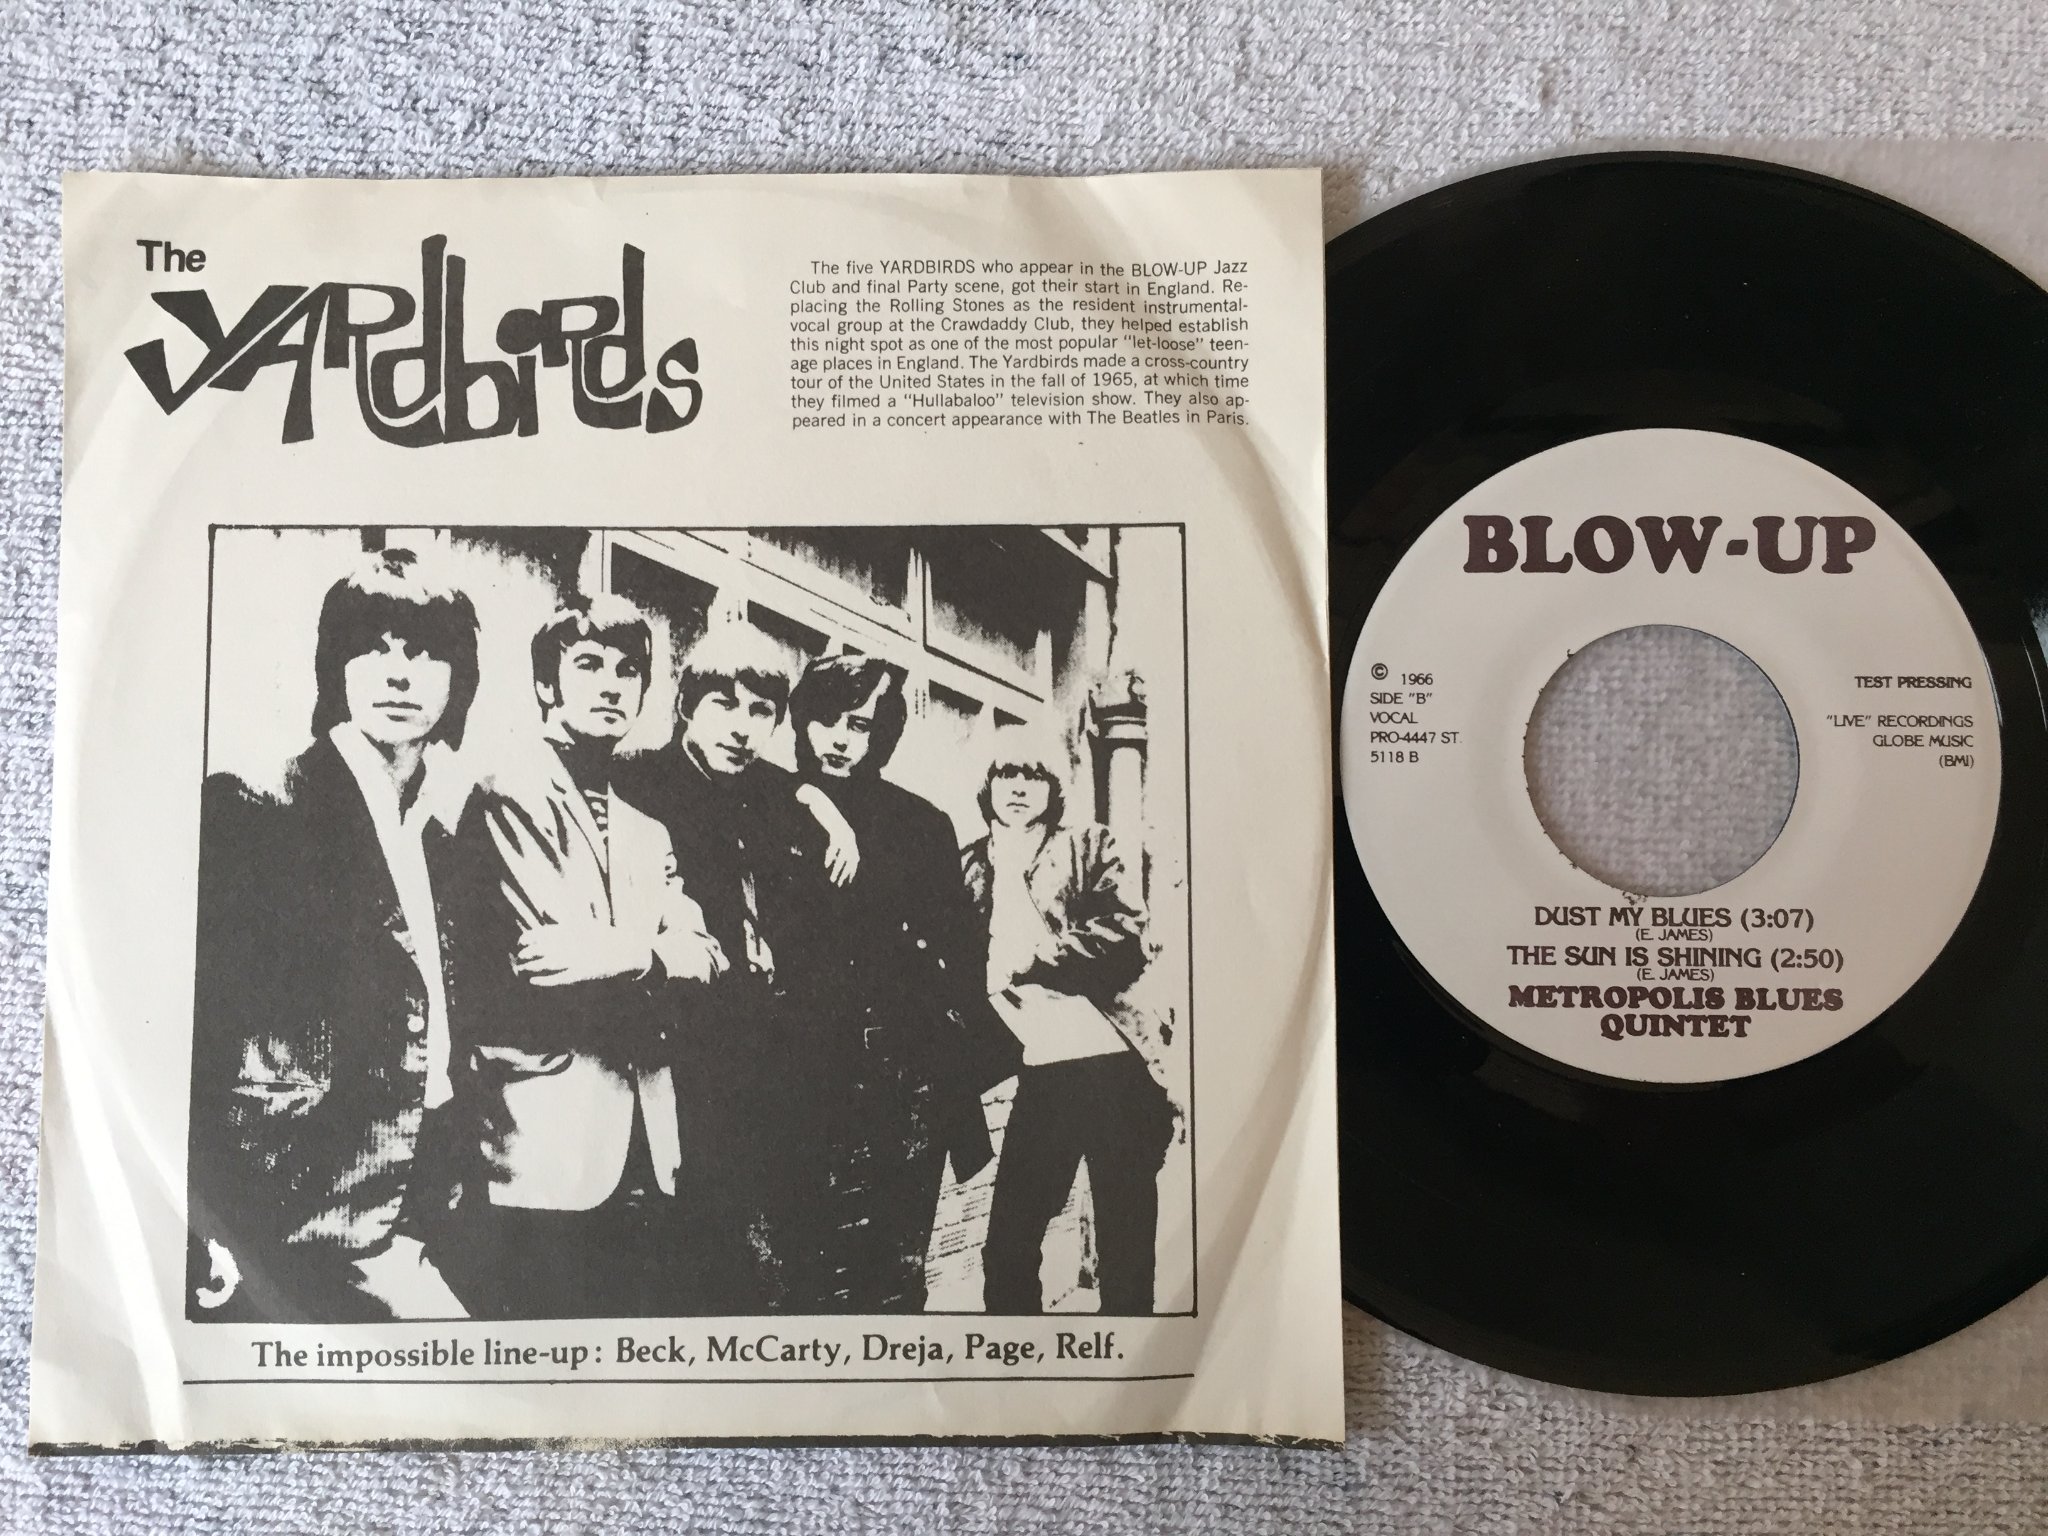 The
YARDbiRds
The five YARDBIRDS who appear in the BLOW-UP Jazz
Club and final Party scene, got their start in England. Re-
placing the Rolling Stones as the resident instrumental-
vocal group at the Crawdaddy Club, they helped establish
this night spot as one of the most popular "let-loose" teen-
age places in England. The Yardbirds made a cross-country
tour of the United States in the fall of 1965, at which time
they filmed a "Hullabaloo" television show. They also ap-
peared in a concert appearance with The Beatles in Paris.
The impossible line-up: Beck, McCarty, Dreja, Page, Relf.
BLOW-UP
© 1966
SIDE "B"
VOCAL
PRO-4447 ST.
5118 B
TEST PRESSING
"LIVE" RECORDINGS
GLOBE MUSIC
(BMI)
DUST MY BLUES (3:07)
(E. JAMES)
THE SUN IS SHINING (2:50)
(E. JAMES)
METROPOLIS BLUES
QUINTET